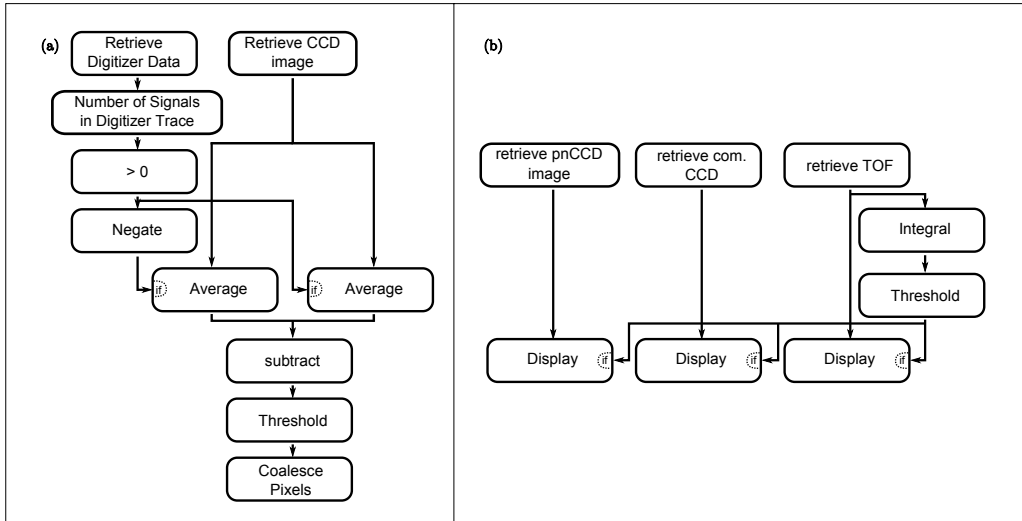 (a)
Retrieve
Digitizer Data
Retrieve CCD
image
Number of Signals
in Digitizer Trace
> 0
Negate
if
Average
if
Average
subtract
Threshold
Coalesce
Pixels
(b)
retrieve pnCCD
image
retrieve com.
CCD
retrieve TOF
Integral
Threshold
Display
if
Display
if
Display
if